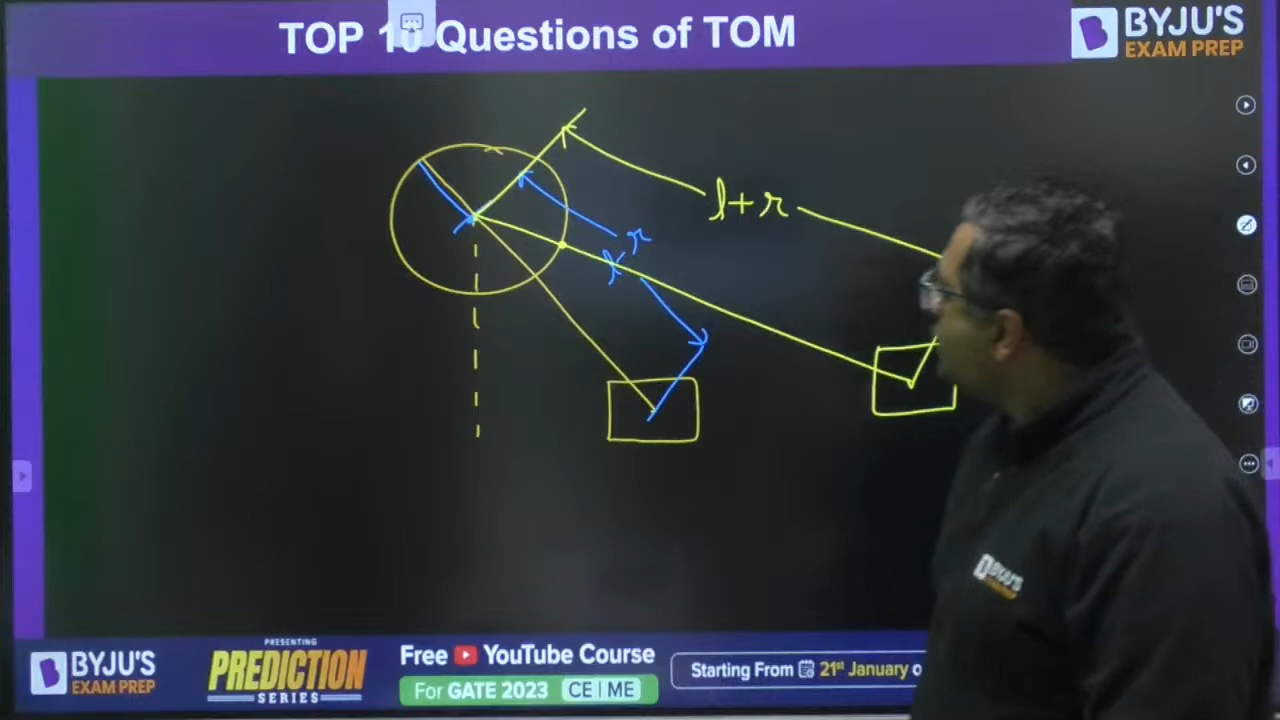 TOP 10 Questions of TOM
BYJU'S
EXAM PREP
l+r
l-r
BYJU'S
BYJU'S
EXAM PREP
PRESENTING
PREDICTION
SERIES
Free YouTube Course
For GATE 2023 CE | ME
Starting From 21st January o